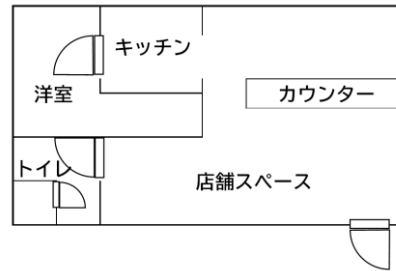 キッチン
洋室
カウンター
トイレ
店舗スペース